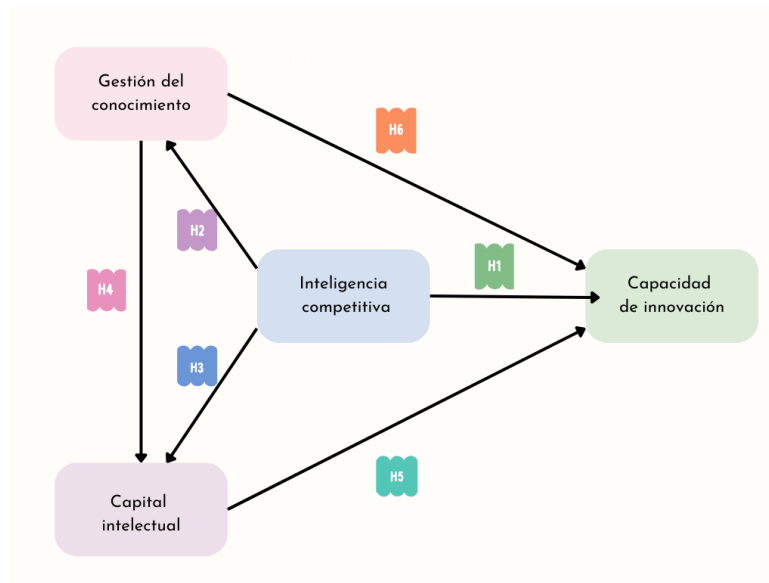 Gestión del
conocimiento
H6
H2
Inteligencia
competitiva
H1
Capacidad
de innovación
H4
H3
H5
Capital
intelectual